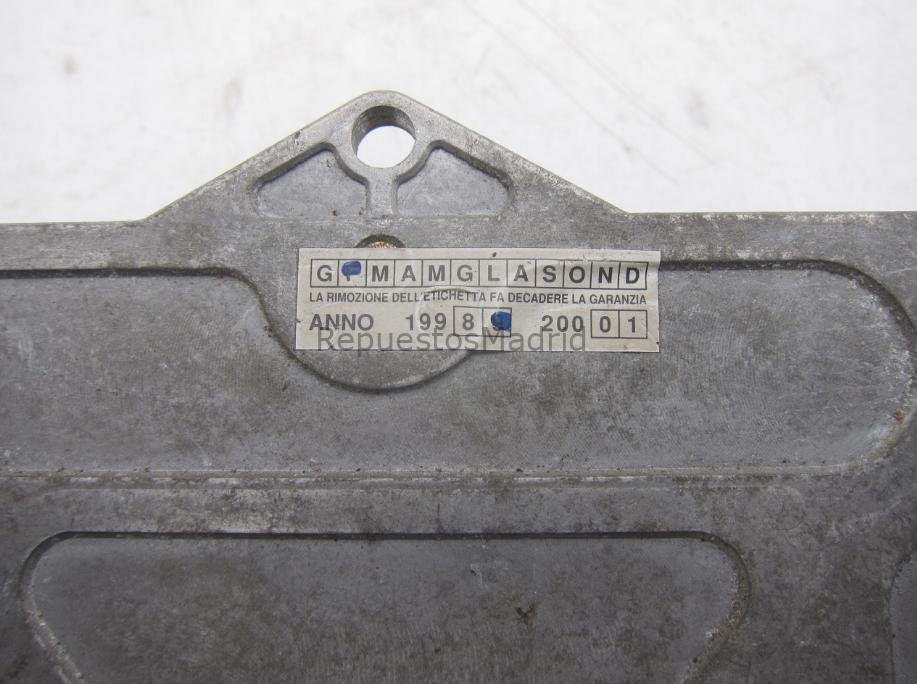 G F M A M G L A S O N D
LA RIMOZIONE DELL'ETICHETTA FA DECADERE LA GARANZIA
ANNO 199 8 9 200 0 1
RepuestosMadrid